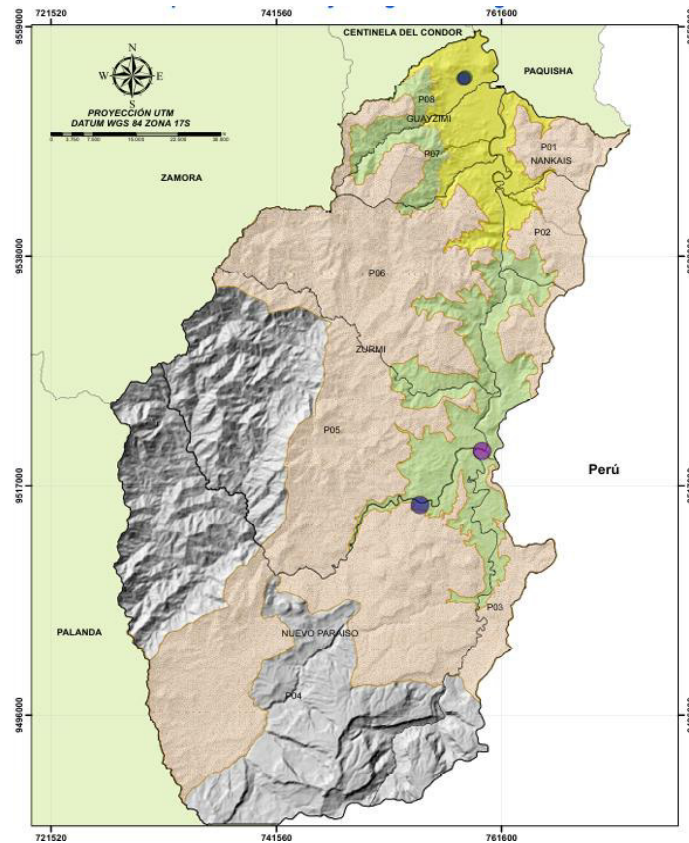 721520 741560 761600
9559000
CENTINELA DEL CONDOR
PAQUISHA
N
W E
S
PROYECCIÓN UTM
DATUM WGS 84 ZONA 17S
P08
GUAYZIMI
P07
P01
NANKAIS
ZAMORA
P02
9538000
P06
ZURMI
P05
Perú
9517000
P03
PALANDA
NUEVO PARAISO
P04
9496000
721520 741560 761600